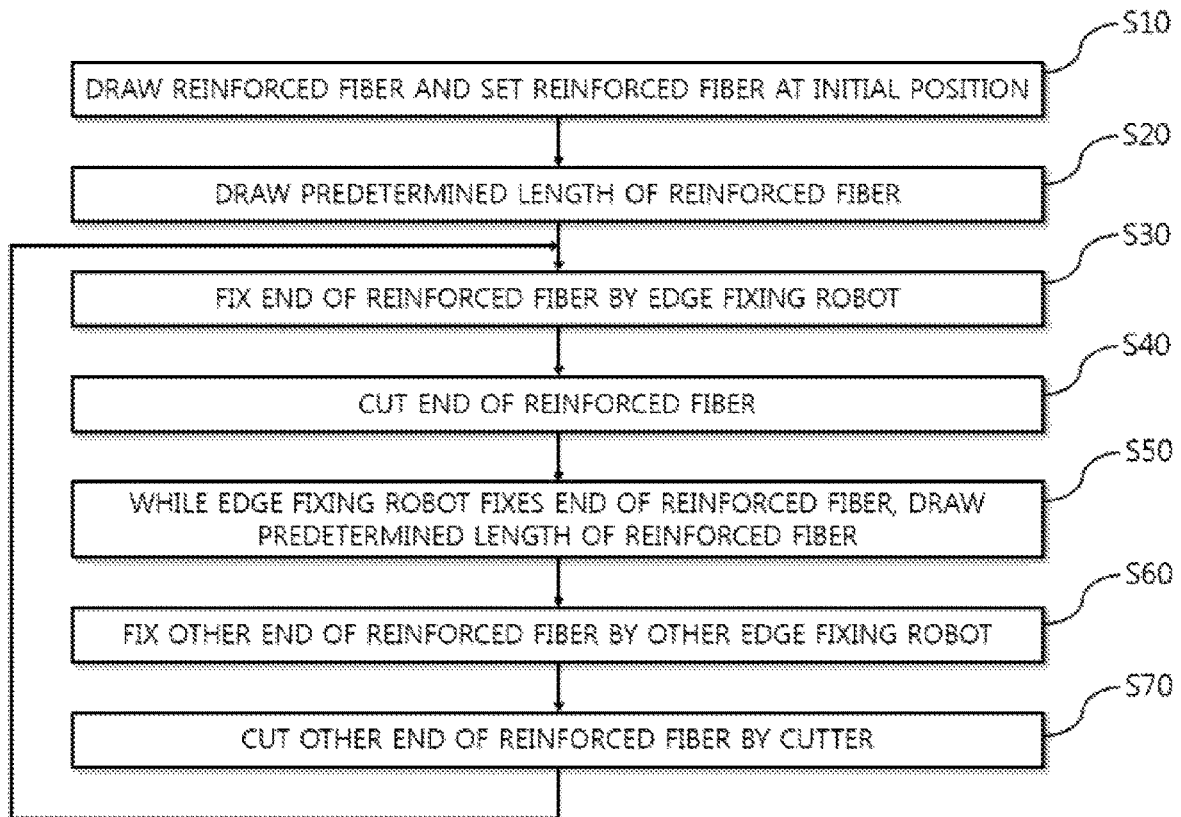 S10
DRAW REINFORCED FIBER AND SET REINFORCED FIBER AT INITIAL POSITION
S20
DRAW PREDETERMINED LENGTH OF REINFORCED FIBER
S30
FIX END OF REINFORCED FIBER BY EDGE FIXING ROBOT
S40
CUT END OF REINFORCED FIBER
S50
WHILE EDGE FIXING ROBOT FIXES END OF REINFORCED FIBER, DRAW
PREDETERMINED LENGTH OF REINFORCED FIBER
S60
FIX OTHER END OF REINFORCED FIBER BY OTHER EDGE FIXING ROBOT
S70
CUT OTHER END OF REINFORCED FIBER BY CUTTER